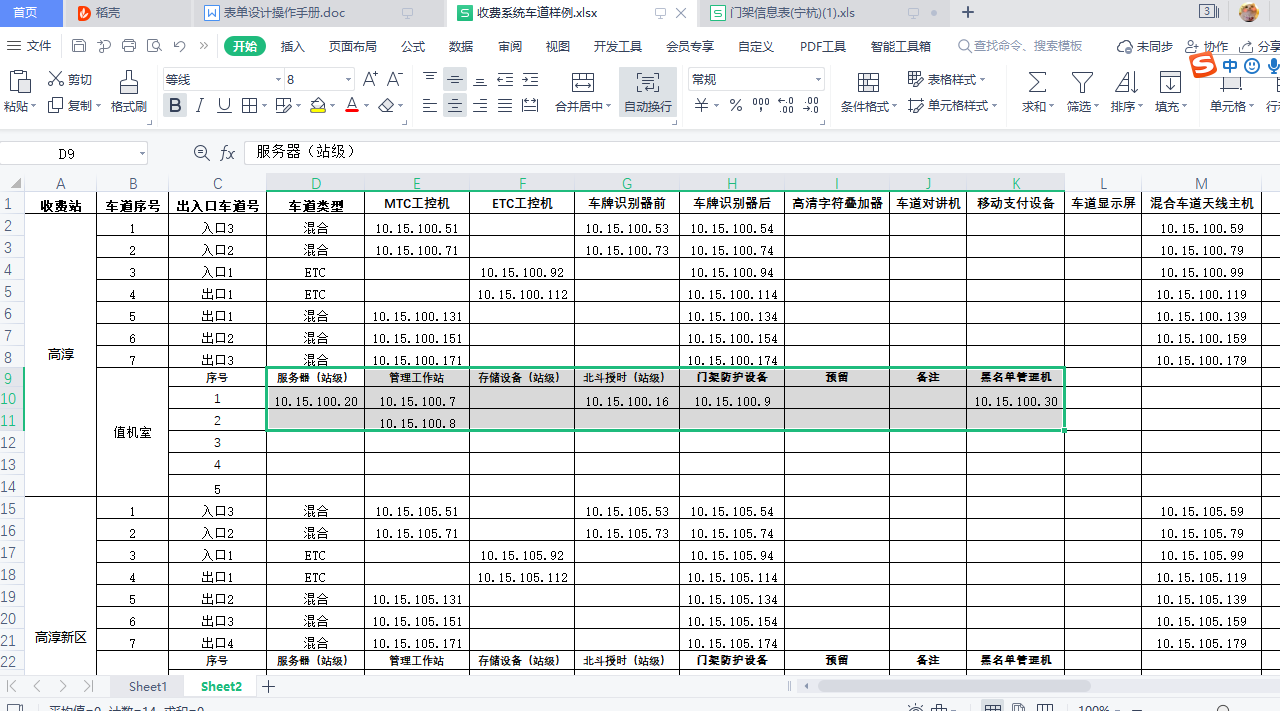 首页 稻壳 表单设计操作手册.doc 收费系统车道样例.xlsx 门架信息表(宁杭)(1).xls + 3
文件 开始 插入 页面布局 公式 数据 审阅 视图 开发工具 会员专享 自定义 PDF工具 智能工具箱 查找命令、搜索模板 未同步 协作 分享
粘贴 剪切 复制 格式刷 等线 8 A+ A- B I U A 合并居中 自动换行 常规 ¥ % 000 条件格式 表格样式 单元格样式 求和 筛选 排序 填充 单元格 行 中
D9 fx 服务器（站级）
A B C D E F G H I J K L M
1 收费站 车道序号 出入口车道号 车道类型 MTC工控机 ETC工控机 车牌识别器前 车牌识别器后 高清字符叠加器 车道对讲机 移动支付设备 车道显示屏 混合车道天线主机
2 1 入口3 混合 10.15.100.51 10.15.100.53 10.15.100.54 10.15.100.59
3 2 入口2 混合 10.15.100.71 10.15.100.73 10.15.100.74 10.15.100.79
4 3 入口1 ETC 10.15.100.92 10.15.100.94 10.15.100.99
5 4 出口1 ETC 10.15.100.112 10.15.100.114 10.15.100.119
6 5 出口1 混合 10.15.100.131 10.15.100.134 10.15.100.139
7 6 出口2 混合 10.15.100.151 10.15.100.154 10.15.100.159
8 高淳 7 出口3 混合 10.15.100.171 10.15.100.174 10.15.100.179
9 序号 服务器（站级） 管理工作站 存储设备（站级） 北斗授时（站级） 门架防护设备 预留 备注 黑名单管理机
10 1 10.15.100.20 10.15.100.7 10.15.100.16 10.15.100.9 10.15.100.30
11 2 10.15.100.8
12 值机室 3
13 4
14 5
15 1 入口3 混合 10.15.105.51 10.15.105.53 10.15.105.54 10.15.105.59
16 2 入口2 混合 10.15.105.71 10.15.105.73 10.15.105.74 10.15.105.79
17 3 入口1 ETC 10.15.105.92 10.15.105.94 10.15.105.99
18 4 出口1 ETC 10.15.105.112 10.15.105.114 10.15.105.119
19 5 出口2 混合 10.15.105.131 10.15.105.134 10.15.105.139
20 6 出口3 混合 10.15.105.151 10.15.105.154 10.15.105.159
21 高淳新区 7 出口4 混合 10.15.105.171 10.15.105.174 10.15.105.179
22 序号 服务器（站级） 管理工作站 存储设备（站级） 北斗授时（站级） 门架防护设备 预留 备注 黑名单管理机
Sheet1 Sheet2 +
平均值=0 计数=14 求和=0 100%